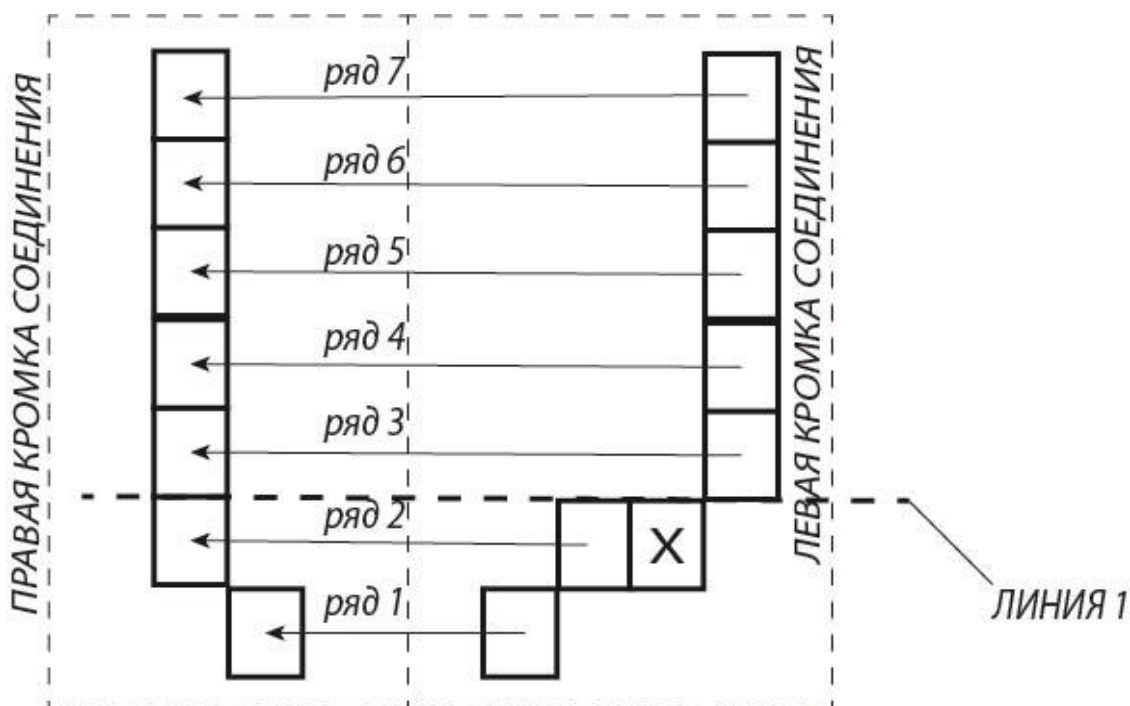 ПРАВАЯ КРОМКА СОЕДИНЕНИЯ
ряд 7
ряд 6
ряд 5
ряд 4
ряд 3
ряд 2
X
ряд 1
ЛЕВАЯ КРОМКА СОЕДИНЕНИЯ
ЛИНИЯ 1